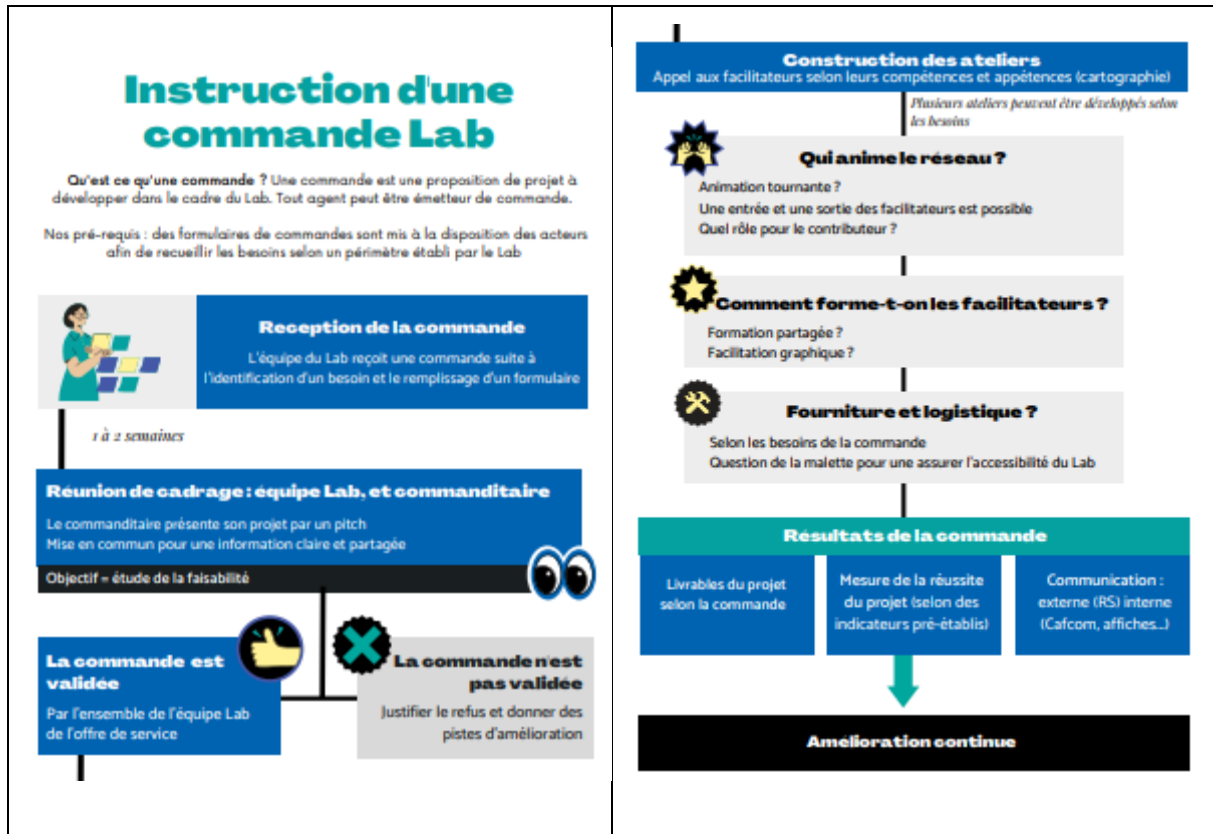 Instruction d'une
commande Lab
Qu'est ce qu'une commande ? Une commande est une proposition de projet à
développer dans le cadre du Lab. Tout agent peut être émetteur de commande.
Nos pré-requis : des formulaires de commandes sont mis à la disposition des acteurs
afin de recueillir les besoins selon un périmètre établi par le Lab
Reception de la commande
L'équipe du Lab reçoit une commande suite à
l'identification d'un besoin et le remplissage d'un formulaire
1 à 2 semaines
Réunion de cadrage : équipe Lab, et commanditaire
Le commanditaire présente son projet par un pitch
Mise en commun pour une information claire et partagée
Objectif = étude de la faisabilité
La commande est
validée
Par l'ensemble de l'équipe Lab
de l'offre de service
La commande n'est
pas validée
Justifier le refus et donner des
pistes d'amélioration
Construction des ateliers
Appel aux facilitateurs selon leurs compétences et appétences (cartographie)
Plusieurs ateliers peuvent être développés selon
les besoins
Qui anime le réseau ?
Animation tournante ?
Une entrée et une sortie des facilitateurs est possible
Quel rôle pour le contributeur ?
Comment forme-t-on les facilitateurs ?
Formation partagée ?
Facilitation graphique ?
Fourniture et logistique ?
Selon les besoins de la commande
Question de la malette pour une assurer l'accessibilité du Lab
Résultats de la commande
Livrables du projet
selon la commande
Mesure de la réussite
du projet (selon des
indicateurs pré-établis)
Communication :
externe (RS) interne
(Cafcom, affiches...)
Amélioration continue